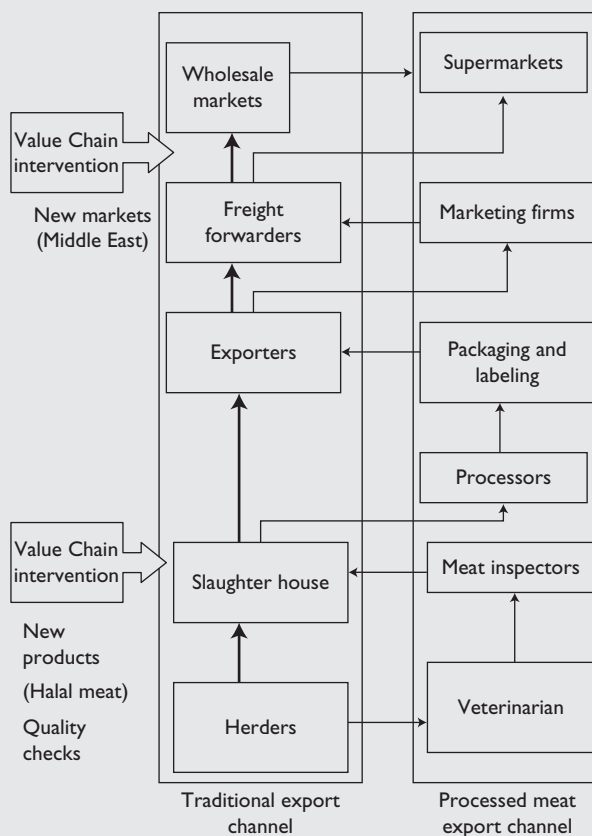 Wholesale
markets
Supermarkets
Value Chain
intervention
New markets
(Middle East)
Freight
forwarders
Marketing firms
Exporters
Packaging and
labeling
Processors
Value Chain
intervention
Slaughter house
Meat inspectors
New
products
(Halal meat)
Quality
checks
Herders
Veterinarian
Traditional export
channel
Processed meat
export channel